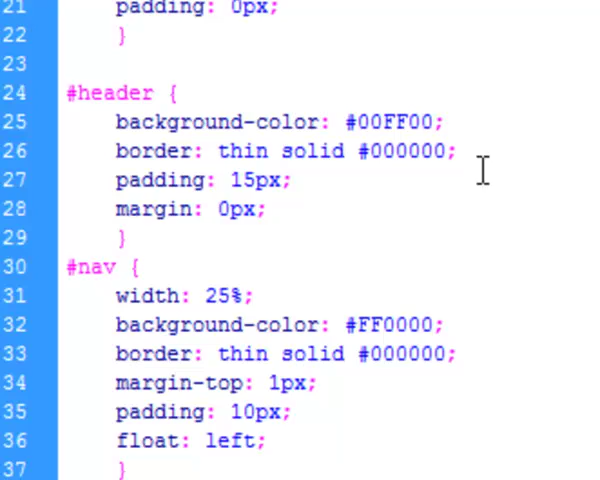 21 padding: 0px;
22 }
23
24 #header {
25 background-color: #00FF00;
26 border: thin solid #000000;
27 padding: 15px;
28 margin: 0px;
29 }
30 #nav {
31 width: 25%;
32 background-color: #FF0000;
33 border: thin solid #000000;
34 margin-top: 1px;
35 padding: 10px;
36 float: left;
37 }